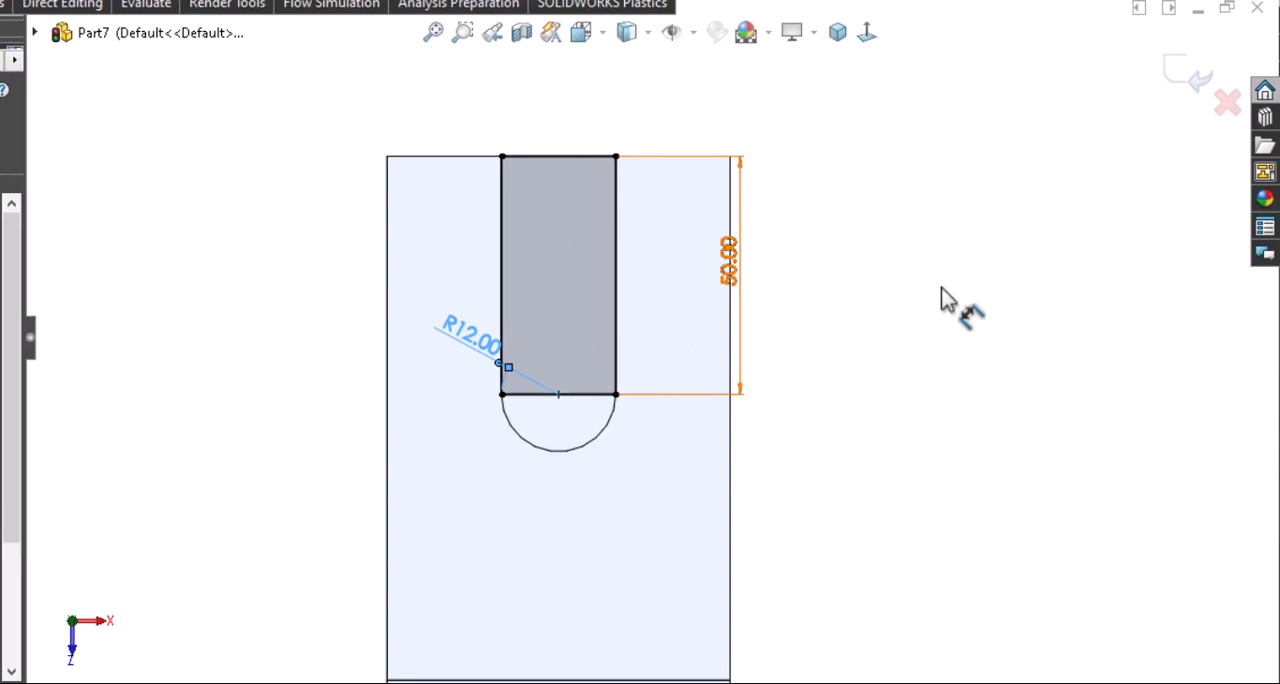 s Direct Editing Evaluate Render Tools Flow Simulation Analysis Preparation SOLIDWORKS Plastics
Part7 (Default<<Default>...
?
50.00
R12.00
X
Z